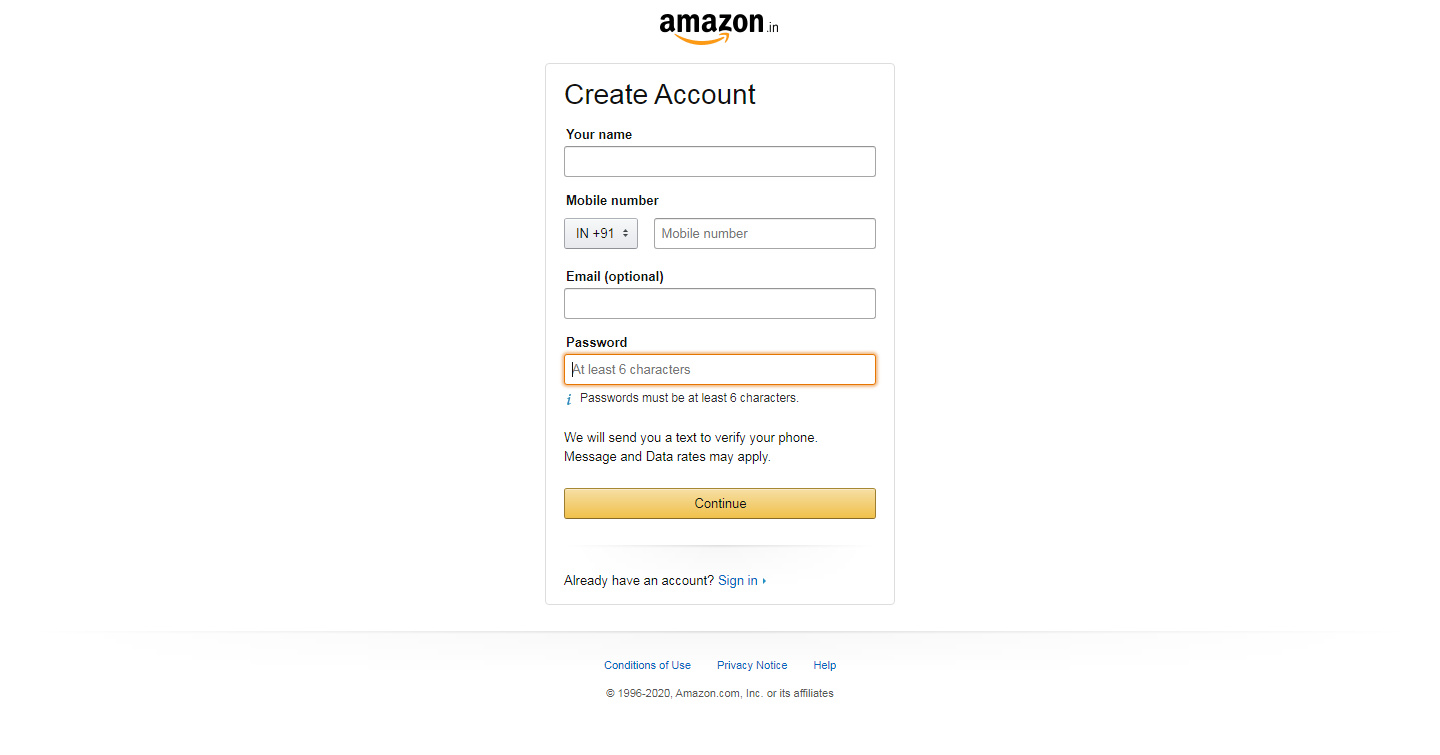 amazon.in
Create Account
Your name
Mobile number
IN +91 Mobile number
Email (optional)
Password
At least 6 characters
i Passwords must be at least 6 characters.
We will send you a text to verify your phone.
Message and Data rates may apply.
Continue
Already have an account? Sign in
Conditions of Use Privacy Notice Help
© 1996-2020, Amazon.com, Inc. or its affiliates